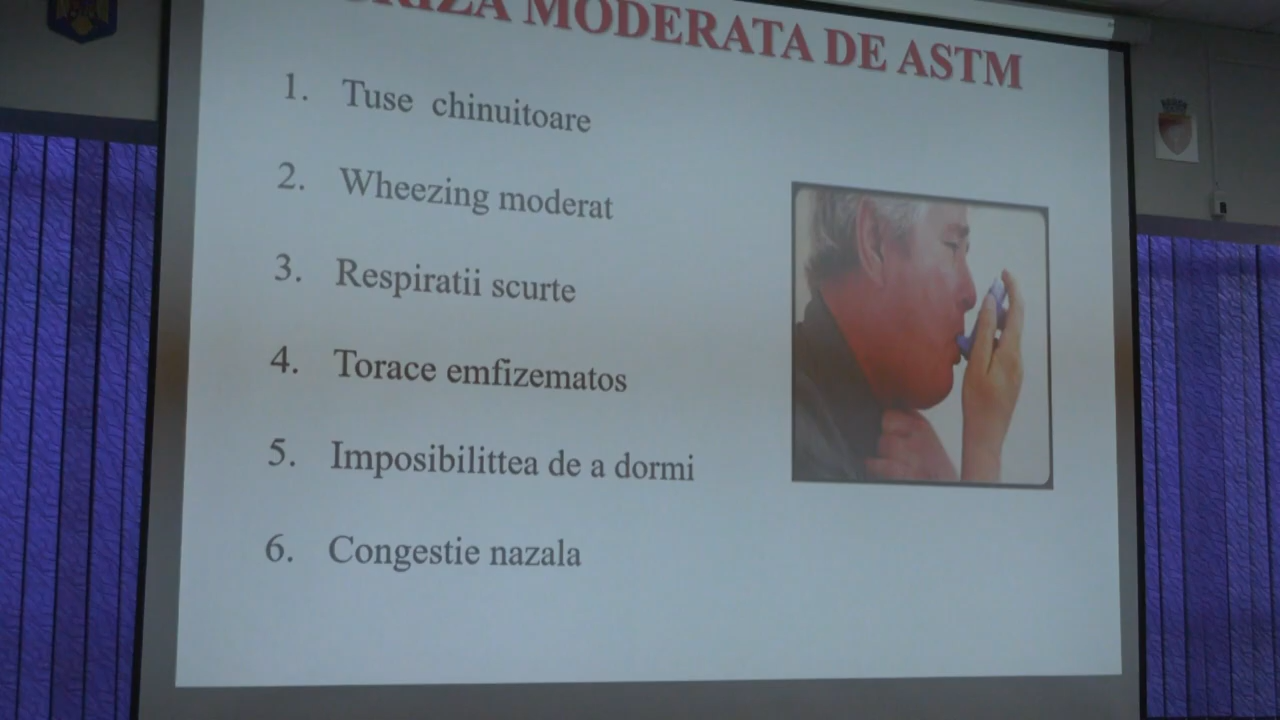 MODERATA DE ASTM
1. Tuse chinuitoare
2. Wheezing moderat
3. Respiratii scurte
4. Torace emfizematos
5. Imposibilittea de a dormi
6. Congestie nazala